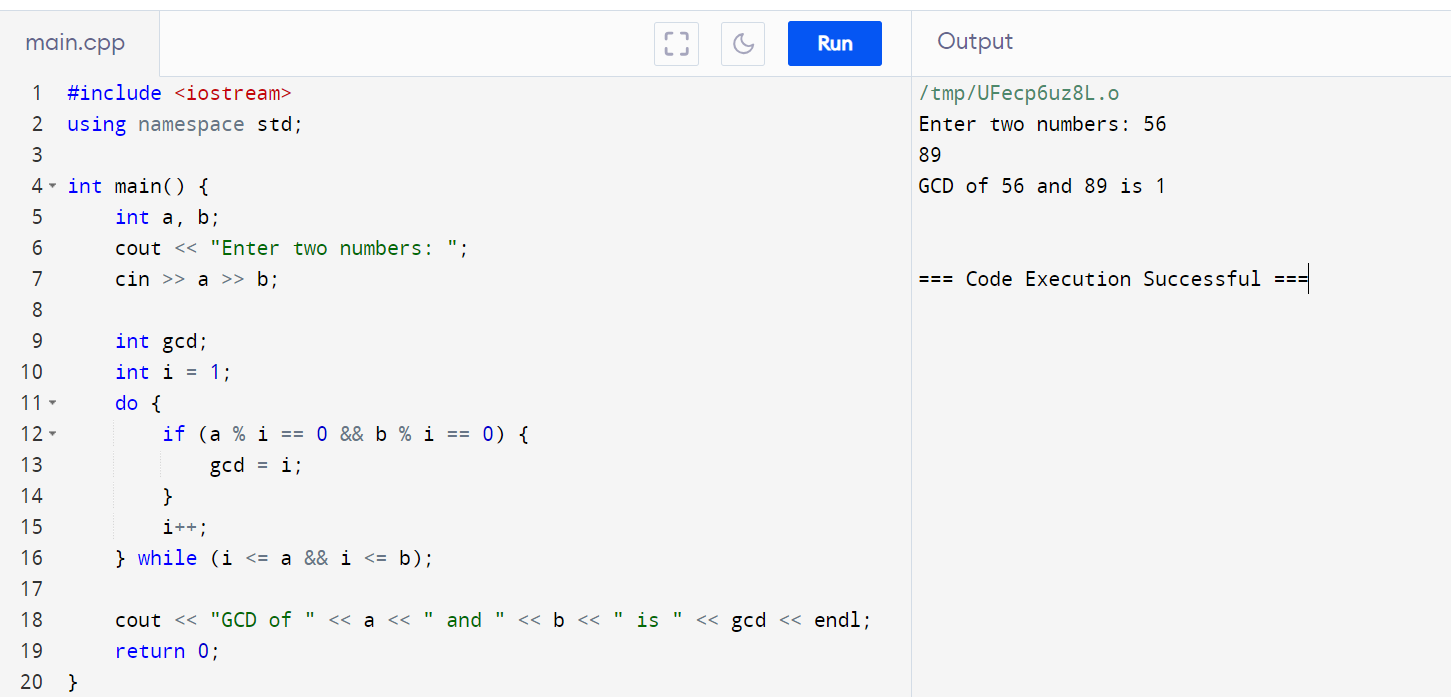 main.cpp
Run
Output
1 #include <iostream>
2 using namespace std;
3
4 int main() {
5     int a, b;
6     cout << "Enter two numbers: ";
7     cin >> a >> b;
8
9     int gcd;
10     int i = 1;
11     do {
12         if (a % i == 0 && b % i == 0) {
13             gcd = i;
14         }
15         i++;
16     } while (i <= a && i <= b);
17
18     cout << "GCD of " << a << " and " << b << " is " << gcd << endl;
19     return 0;
20 }
/tmp/UFecp6uz8L.o
Enter two numbers: 56
89
GCD of 56 and 89 is 1
=== Code Execution Successful ===